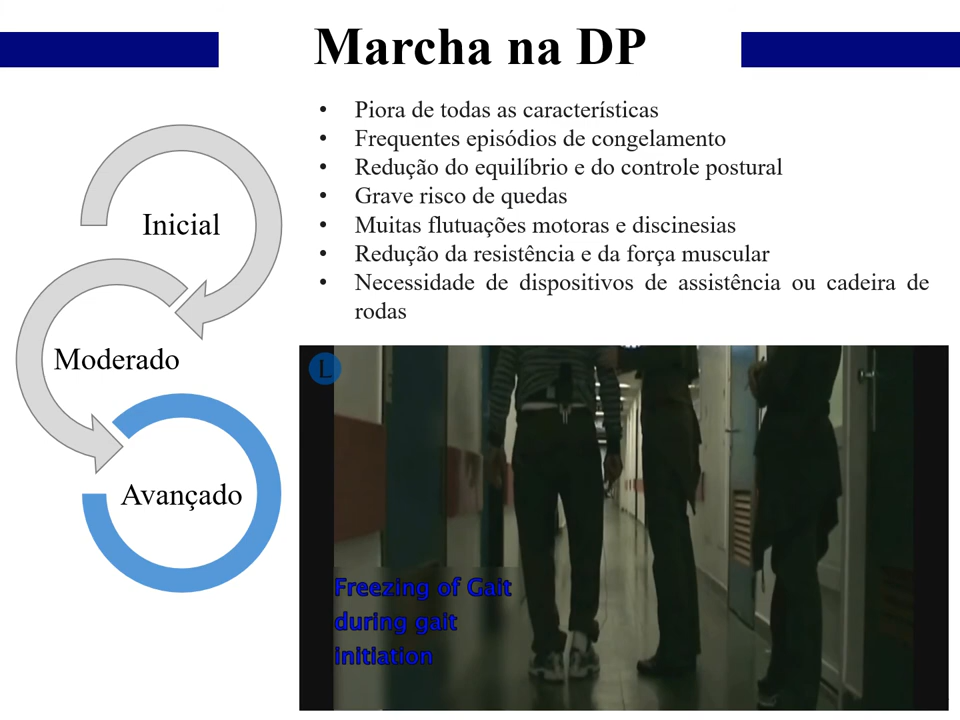 Marcha na DP
• Piora de todas as características
• Frequentes episódios de congelamento
• Redução do equilíbrio e do controle postural
• Grave risco de quedas
• Muitas flutuações motoras e discinesias
• Redução da resistência e da força muscular
• Necessidade de dispositivos de assistência ou cadeira de
rodas
Inicial
Moderado
Avançado
L
Freezing of Gait
during gait
initiation